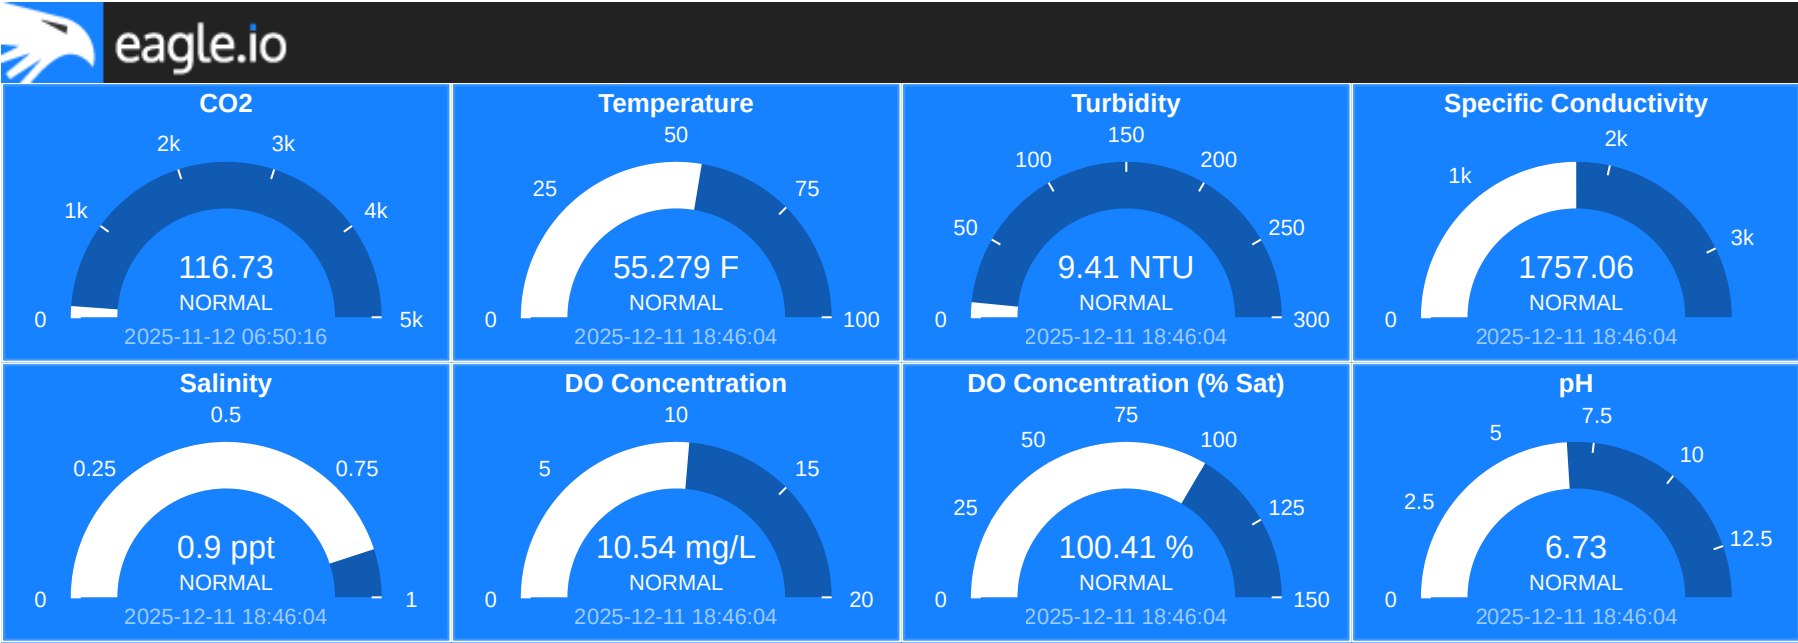 eagle.io
CO2
2k
3k
1k
4k
116.73
NORMAL
0
5k
2025-11-12 06:50:16
Temperature
50
25
75
55.279 F
NORMAL
0
100
2025-12-11 18:46:04
Turbidity
150
100
200
50
250
9.41 NTU
NORMAL
0
300
2025-12-11 18:46:04
Specific Conductivity
2k
1k
3k
1757.06
NORMAL
0
2025-12-11 18:46:04
Salinity
0.5
0.25
0.75
0.9 ppt
NORMAL
0
1
2025-12-11 18:46:04
DO Concentration
10
5
15
10.54 mg/L
NORMAL
0
20
2025-12-11 18:46:04
DO Concentration (% Sat)
75
50
100
25
125
100.41 %
NORMAL
0
150
2025-12-11 18:46:04
pH
7.5
5
10
2.5
12.5
6.73
NORMAL
0
2025-12-11 18:46:04